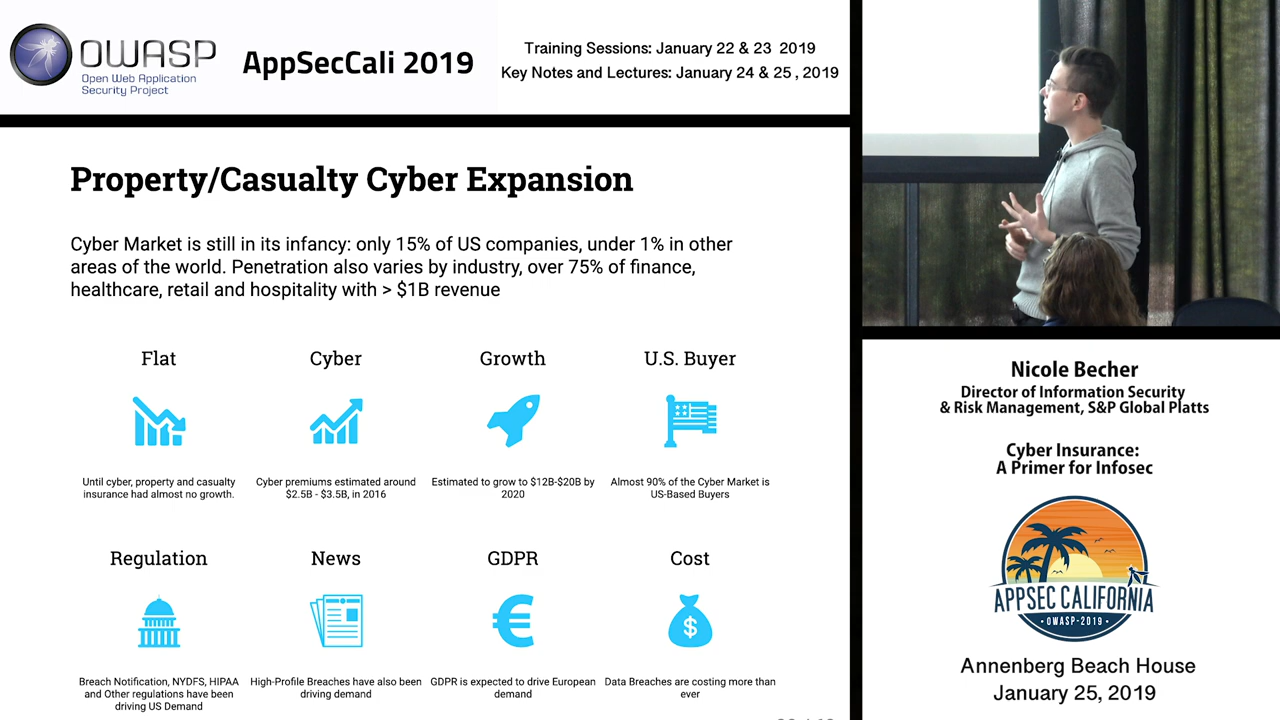 OWASP
Open Web Application
Security Project
AppSecCali 2019
Training Sessions: January 22 & 23 2019
Key Notes and Lectures: January 24 & 25 , 2019
Property/Casualty Cyber Expansion
Cyber Market is still in its infancy: only 15% of US companies, under 1% in other
areas of the world. Penetration also varies by industry, over 75% of finance,
healthcare, retail and hospitality with > $1B revenue
Flat
Until cyber, property and casualty
insurance had almost no growth.
Cyber
Cyber premiums estimated around
$2.5B - $3.5B, in 2016
Growth
Estimated to grow to $12B-$20B by
2020
U.S. Buyer
Almost 90% of the Cyber Market is
US-Based Buyers
Regulation
Breach Notification, NYDFS, HIPAA
and Other regulations have been
driving US Demand
News
High-Profile Breaches have also been
driving demand
GDPR
€
GDPR is expected to drive European
demand
Cost
$
Data Breaches are costing more than
ever
Nicole Becher
Director of Information Security
& Risk Management, S&P Global Platts
Cyber Insurance:
A Primer for Infosec
APPSEC CALIFORNIA
• OWASP-2019 •
Annenberg Beach House
January 25, 2019